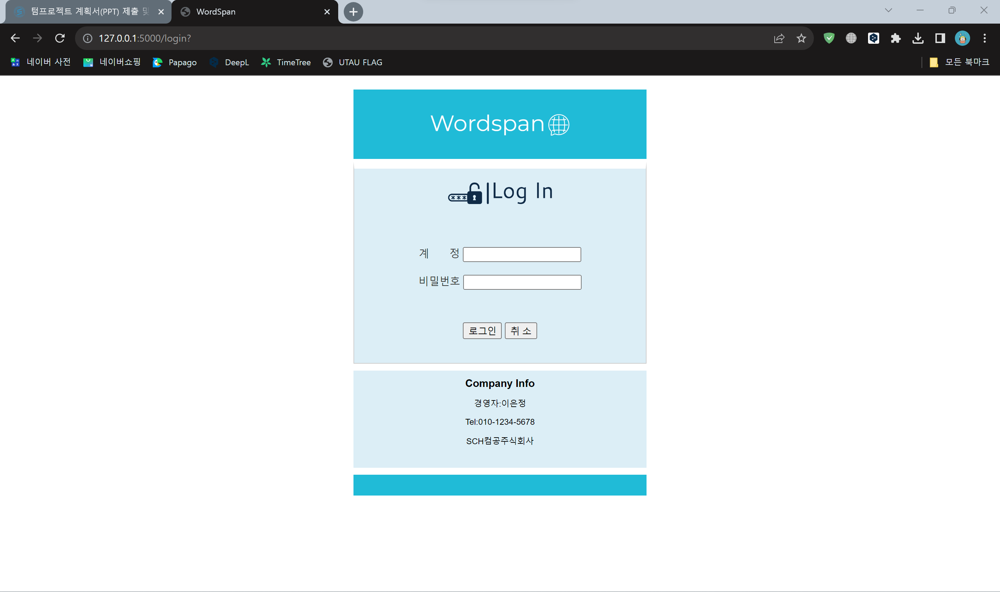 텀프로젝트 계획서(PPT) 제출 및
WordSpan
127.0.0.1:5000/login?
네이버 사전
네이버쇼핑
Papago
DeepL
TimeTree
UTAU FLAG
모든 북마크
Wordspan
***|Log In
계 정
비밀번호
로그인
취 소
Company Info
경영자:이은정
Tel:010-1234-5678
SCH컴공주식회사